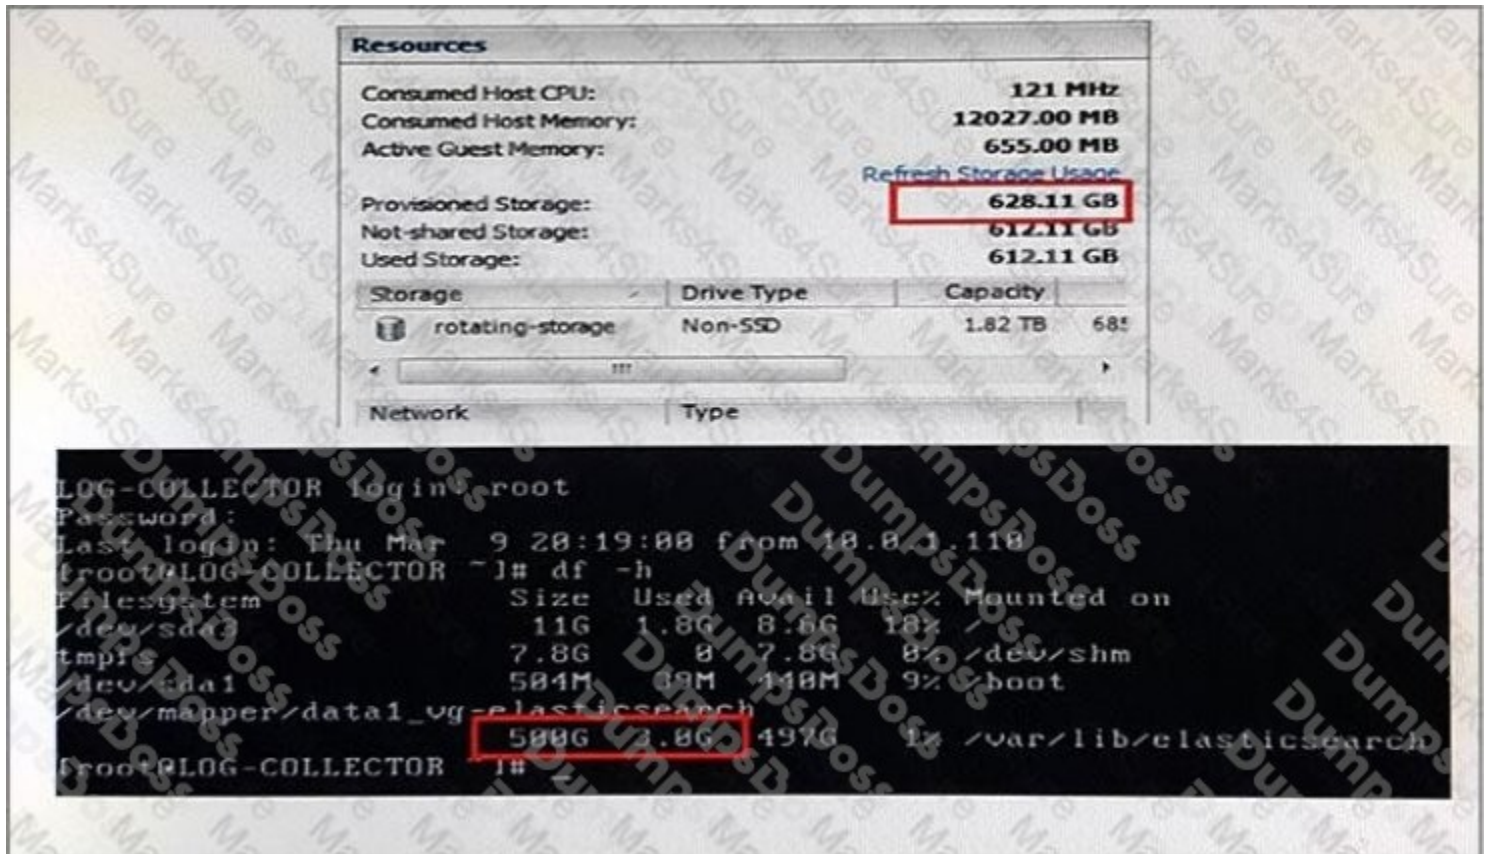 Resources
Consumed Host CPU: 121 MHz
Consumed Host Memory: 12027.00 MB
Active Guest Memory: 655.00 MB
Refresh Storage Usage
Provisioned Storage: 628.11 GB
Not-shared Storage: 612.11 GB
Used Storage: 612.11 GB
Storage Drive Type Capacity
rotating-storage Non-SSD 1.82 TB 685
Network Type
LOG-COLLECTOR login: root
Password:
Last login: Thu Mar 9 20:19:00 from 10.0.1.110
[root@LOG-COLLECTOR ~]# df -h
Filesystem Size Used Avail Use% Mounted on
/dev/sda3 11G 1.8G 8.6G 18% /
tmpfs 7.8G 0 7.8G 0% /dev/shm
/dev/sda1 504M 39M 440M 9% /boot
/dev/mapper/data1_vg-elasticsearch
500G 3.0G 497G 1% /var/lib/elasticsearch
[root@LOG-COLLECTOR ~]#
Marks4Sure
DumpsBoss